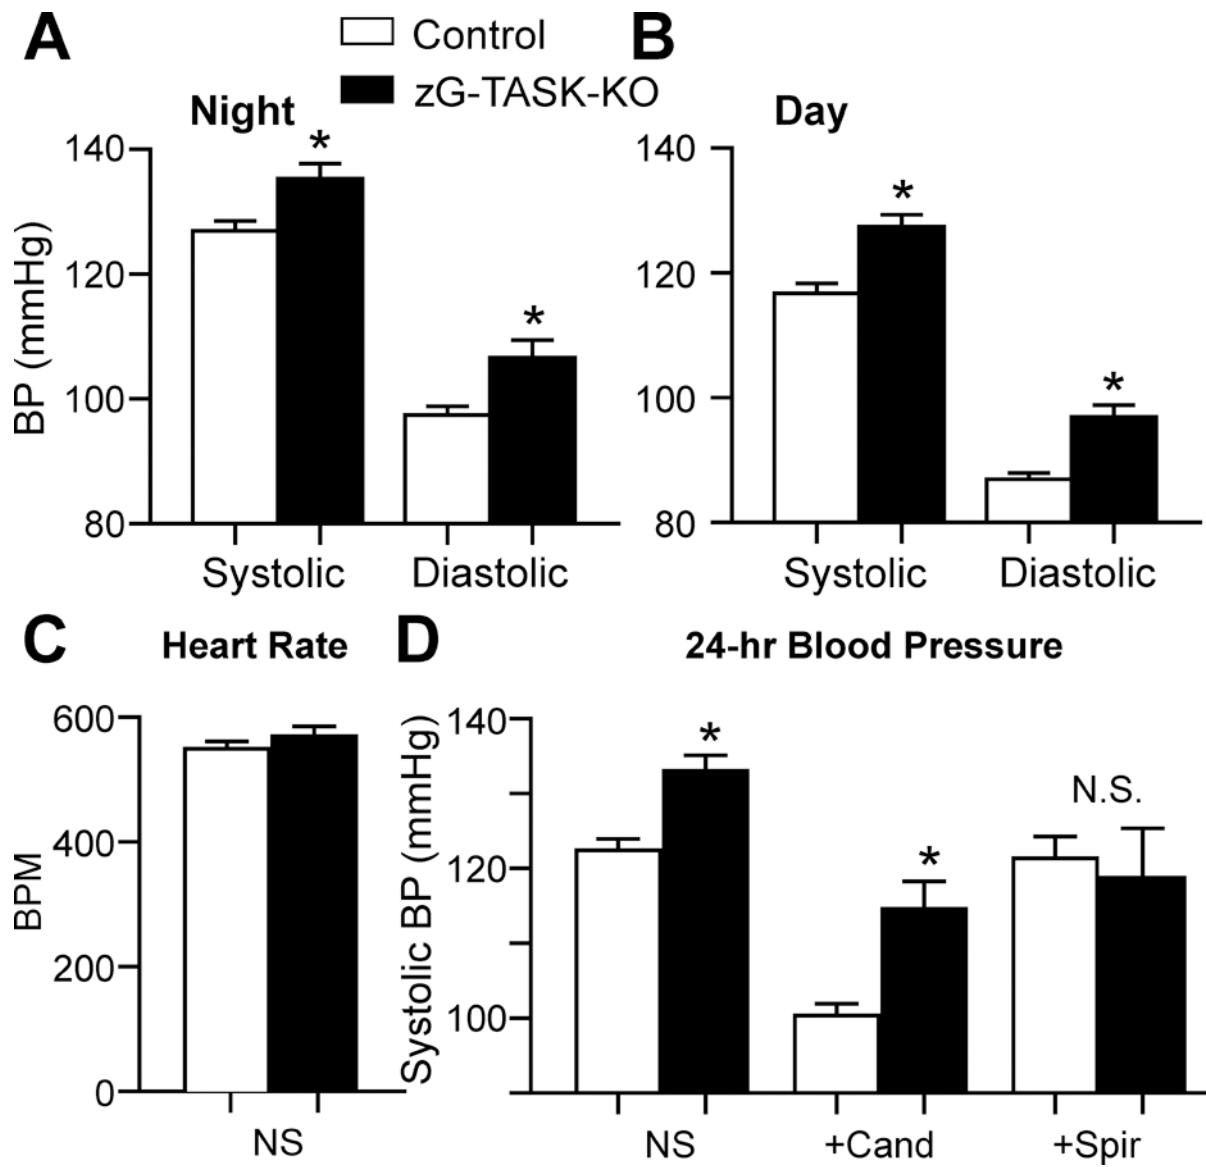 A
Control
zG-TASK-KO
B
Night
Day
BP (mmHg)
140
120
100
80
*
*
Systolic
Diastolic
140
120
100
80
*
*
Systolic
Diastolic
C
Heart Rate
BPM
600
400
200
0
NS
D
24-hr Blood Pressure
Systolic BP (mmHg)
140
120
100
*
*
N.S.
NS
+Cand
+Spir